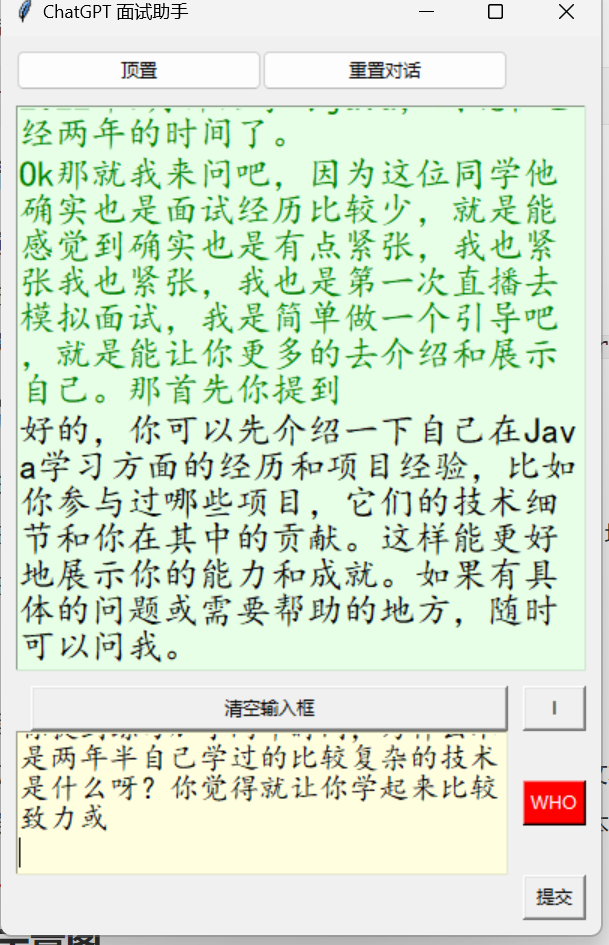 ChatGPT 面试助手
顶置
重置对话
经两年的时间了。
Ok那就我来问吧，因为这位同学他
确实也是面试经历比较少，就是能
感觉到确实也是有点紧张，我也紧
张我也紧张，我也是第一次直播去
模拟面试，我是简单做一个引导吧
，就是能让你更多的去介绍和展示
自己。那首先你提到
好的，你可以先介绍一下自己在Jav
a学习方面的经历和项目经验，比如
你参与过哪些项目，它们的技术细
节和你在其中的贡献。这样能更好
地展示你的能力和成就。如果有具
体的问题或需要帮助的地方，随时
可以问我。
清空输入框
I
是两年半自己学过的比较复杂的技术
是什么呀？你觉得就让你学起来比较
致力或
WHO
提交